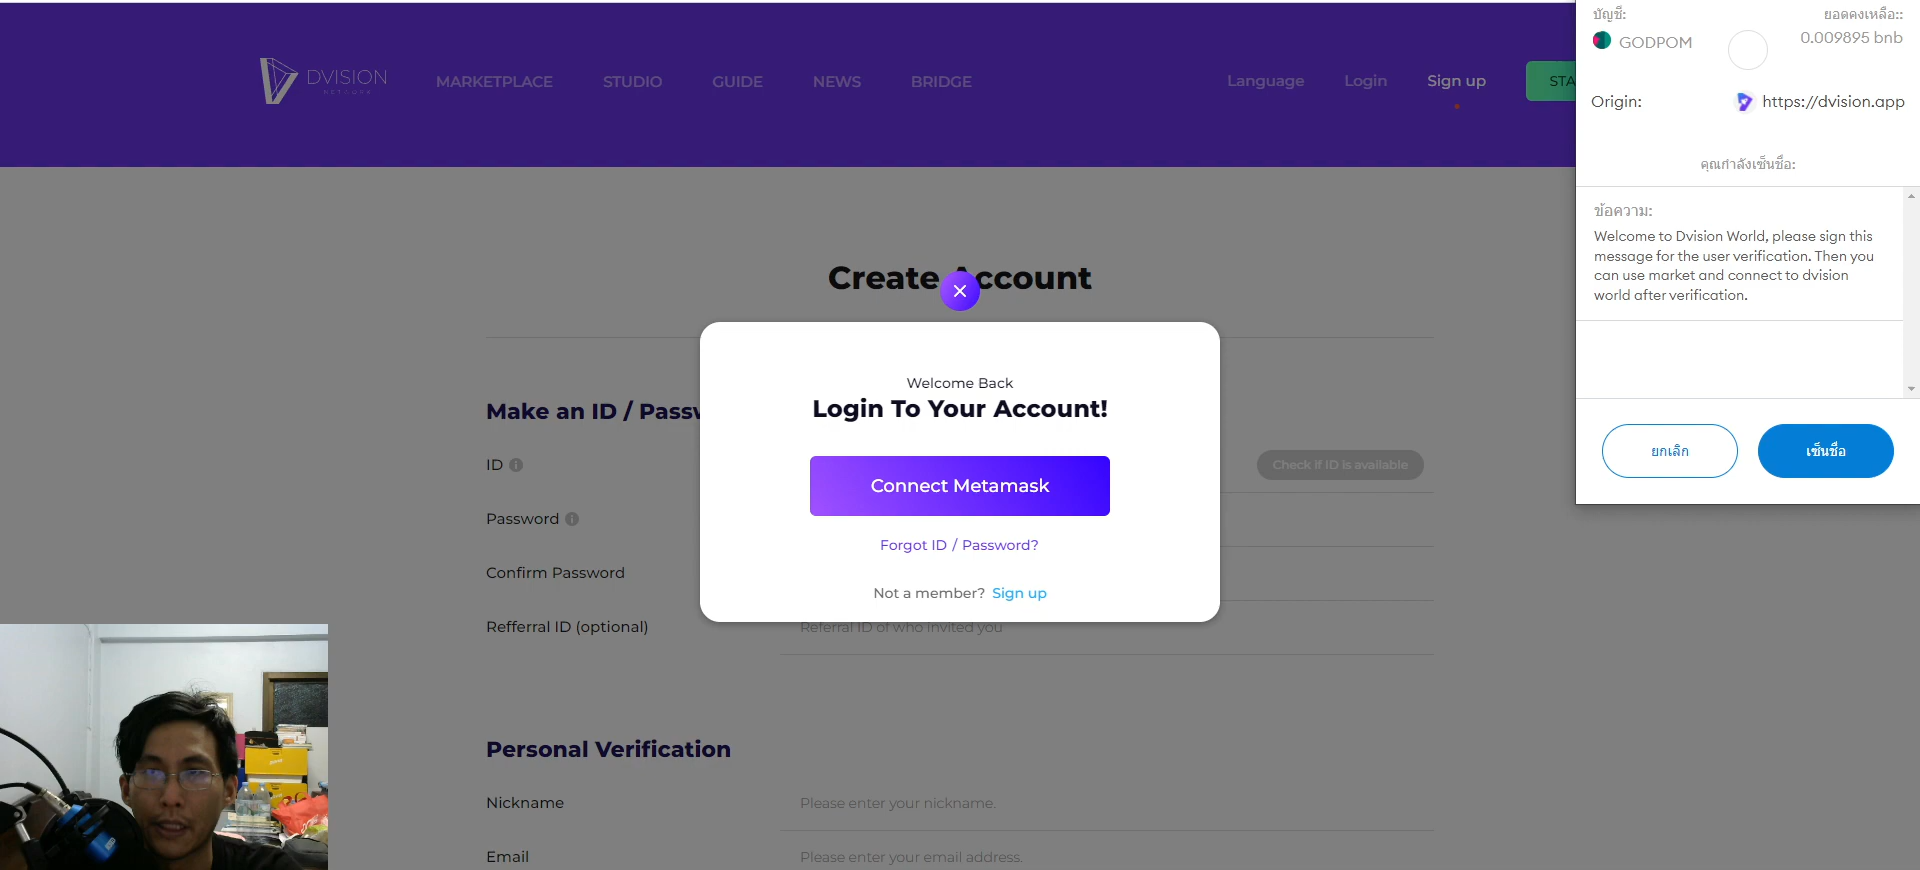 DVISION
NETWORK
MARKETPLACE
STUDIO
GUIDE
NEWS
BRIDGE
Language
Login
Sign up
STA
Create Account
Welcome Back
Login To Your Account!
Connect Metamask
Forgot ID / Password?
Not a member? Sign up
Make an ID / Passw
ID
Check if ID is available
Password
Confirm Password
Refferral ID (optional)
Referral ID of who invited you
Personal Verification
Nickname
Please enter your nickname.
Email
Please enter your email address.
บัญชี:
ยอดคงเหลือ::
GODPOM
0.009895 bnb
Origin:
https://dvision.app
คุณกำลังเซ็นชื่อ:
ข้อความ:
Welcome to Dvision World, please sign this
message for the user verification. Then you
can use market and connect to dvision
world after verification.
ยกเลิก
เซ็นชื่อ